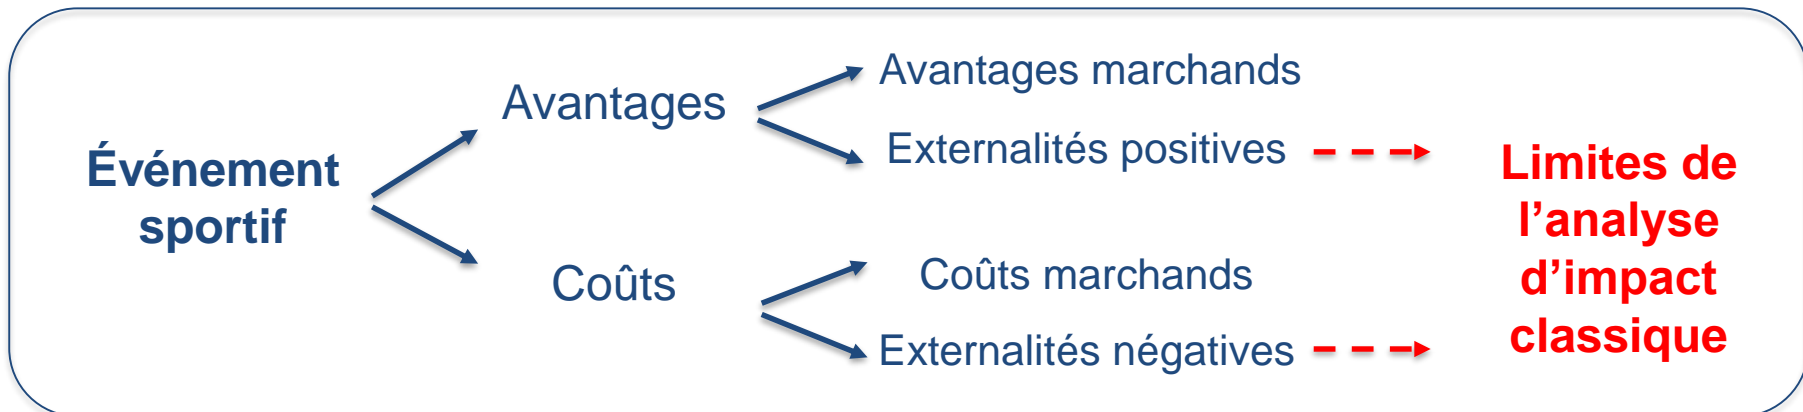 Événement
sportif
Avantages
Coûts
Avantages marchands
Externalités positives
Coûts marchands
Externalités négatives
Limites de
l’analyse
d’impact
classique